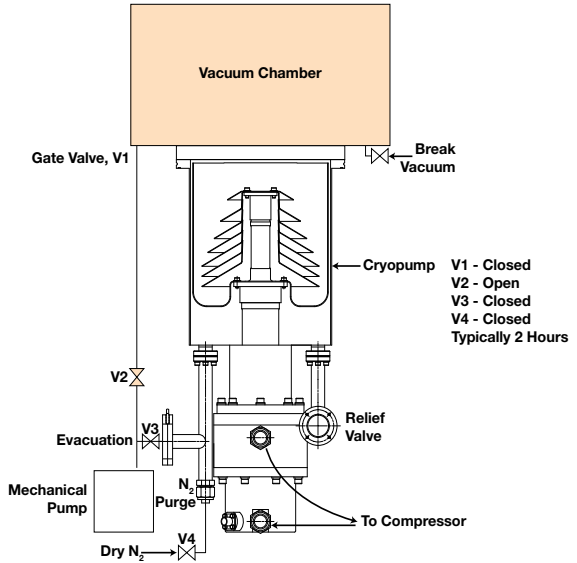 Vacuum Chamber
Gate Valve, V1
Break
Vacuum
Cryopump
V1 - Closed
V2 - Open
V3 - Closed
V4 - Closed
Typically 2 Hours
V2
V3
Evacuation
Relief
Valve
Mechanical
Pump
N2
Purge
To Compressor
V4
Dry N2